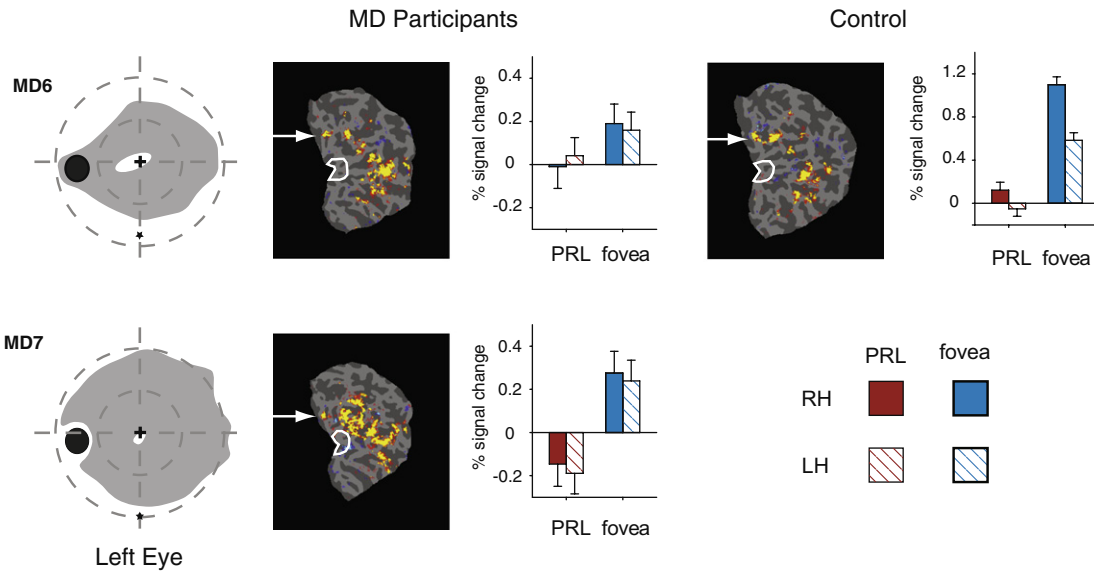 MD Participants
Control
MD6
% signal change
0.4
0.2
0
-0.2
PRL fovea
% signal change
1.2
0.8
0.4
0
PRL fovea
MD7
Left Eye
% signal change
0.4
0.2
0
-0.2
PRL fovea
PRL fovea
RH
LH